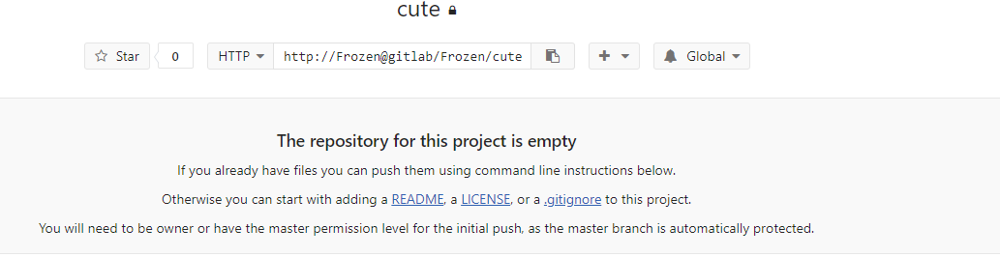 cute
Star 0 HTTP http://Frozen@gitlab/Frozen/cute + Global
The repository for this project is empty
If you already have files you can push them using command line instructions below.
Otherwise you can start with adding a README, a LICENSE, or a .gitignore to this project.
You will need to be owner or have the master permission level for the initial push, as the master branch is automatically protected.